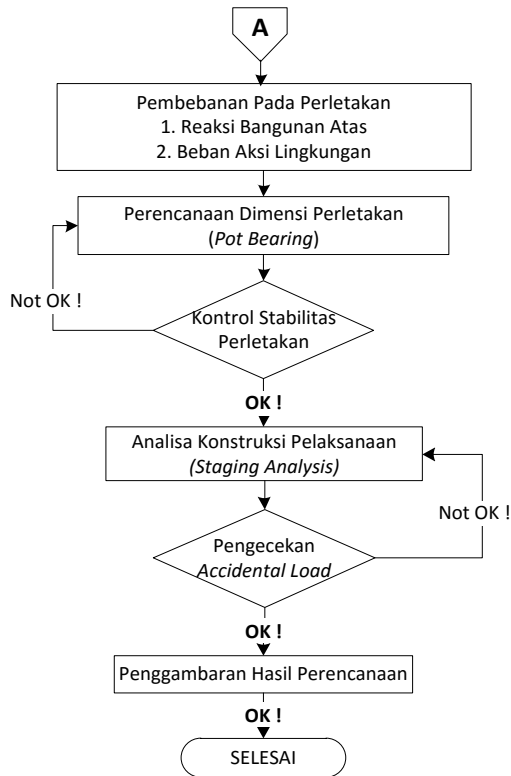 A
Pembebanan Pada Perletakan
1. Reaksi Bangunan Atas
2. Beban Aksi Lingkungan
Perencanaan Dimensi Perletakan
(Pot Bearing)
Not OK !
Kontrol Stabilitas
Perletakan
OK !
Analisa Konstruksi Pelaksanaan
(Staging Analysis)
Not OK !
Pengecekan
Accidental Load
OK !
Penggambaran Hasil Perencanaan
OK !
SELESAI